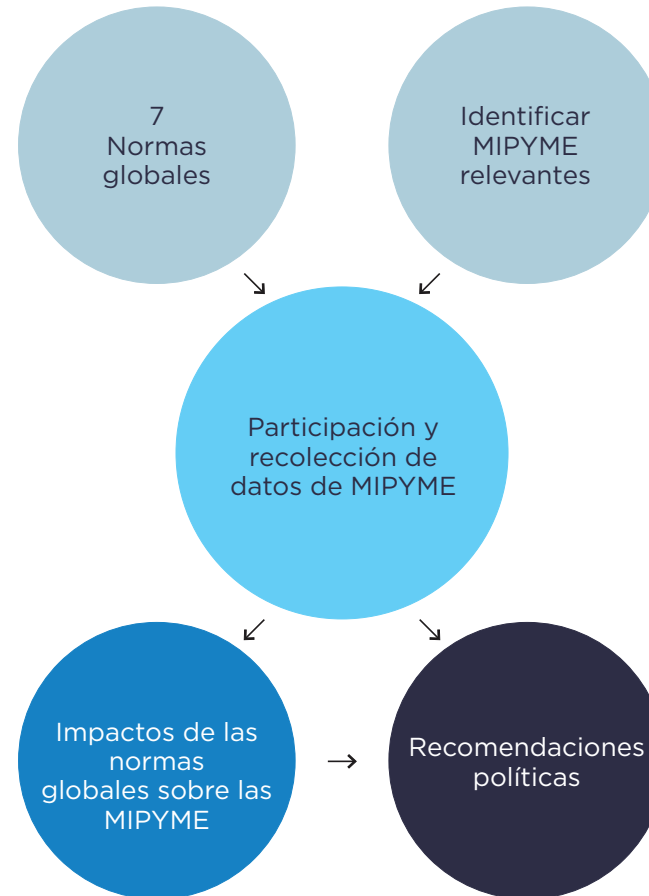 7
Normas
globales
Identificar
MIPYME
relevantes
Participación y
recolección de
datos de MIPYME
Impactos de las
normas
globales sobre las
MIPYME
Recomendaciones
políticas